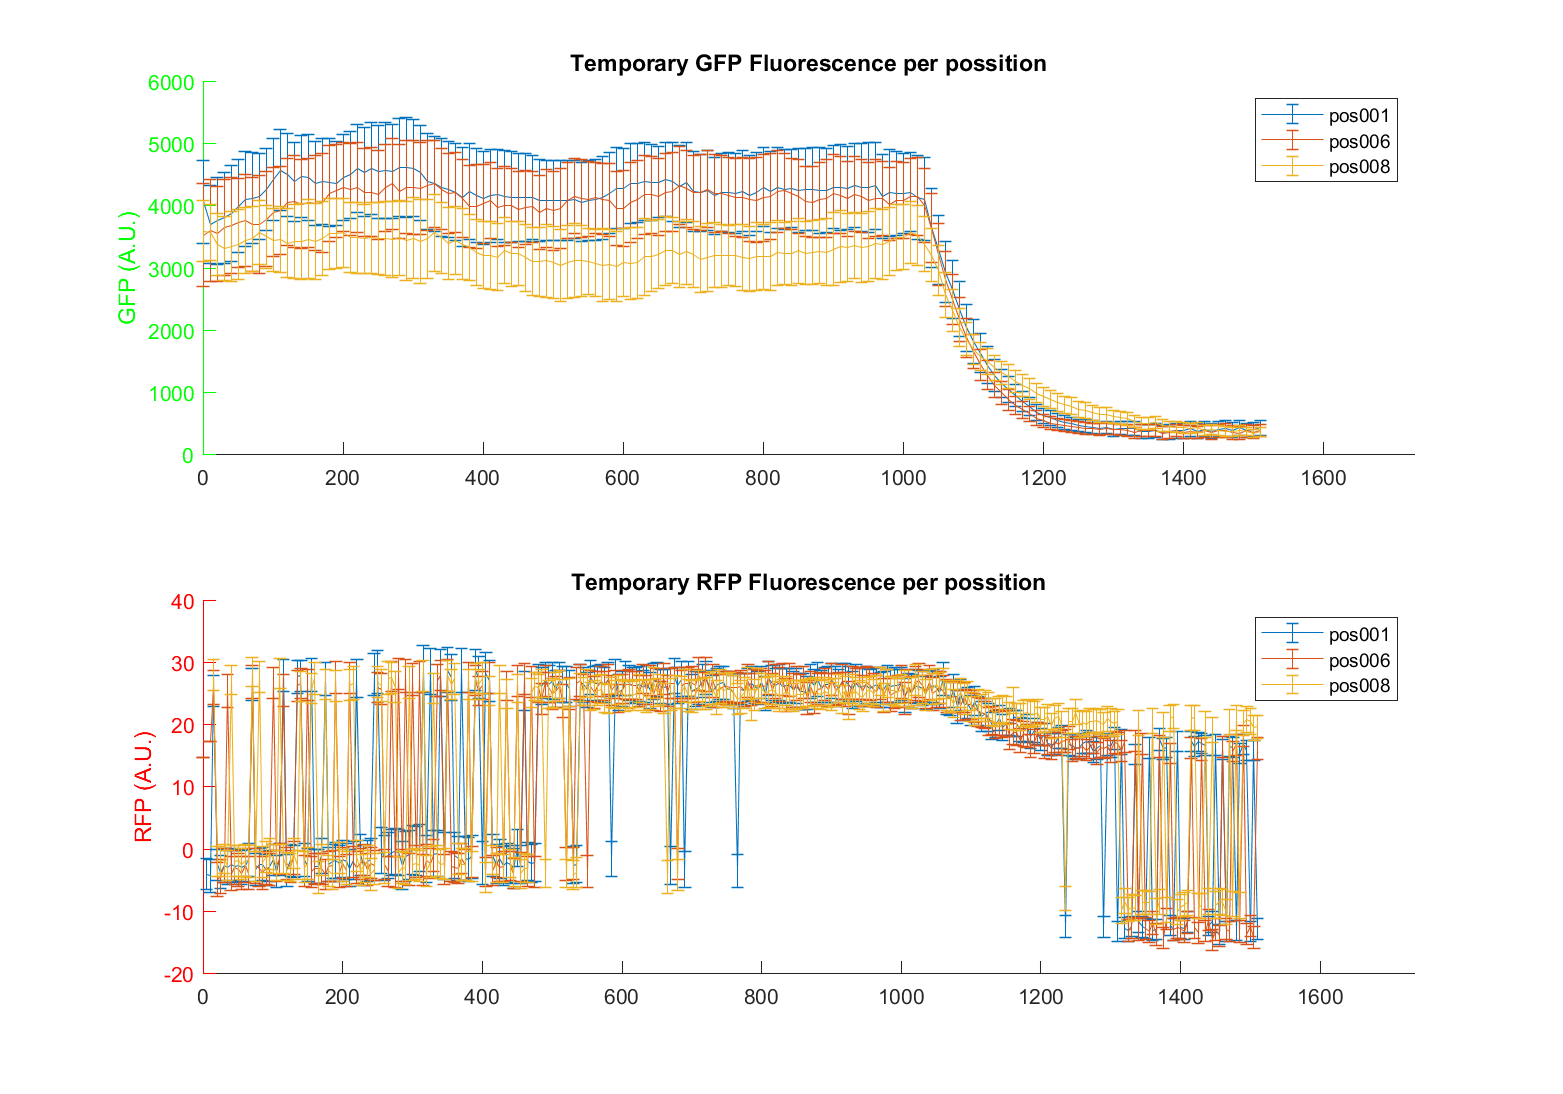 Temporary GFP Fluorescence per possition
6000
5000
4000
3000
2000
1000
0
GFP (A.U.)
pos001
pos006
pos008
0 200 400 600 800 1000 1200 1400 1600
Temporary RFP Fluorescence per possition
40
30
20
10
0
-10
-20
RFP (A.U.)
pos001
pos006
pos008
0 200 400 600 800 1000 1200 1400 1600